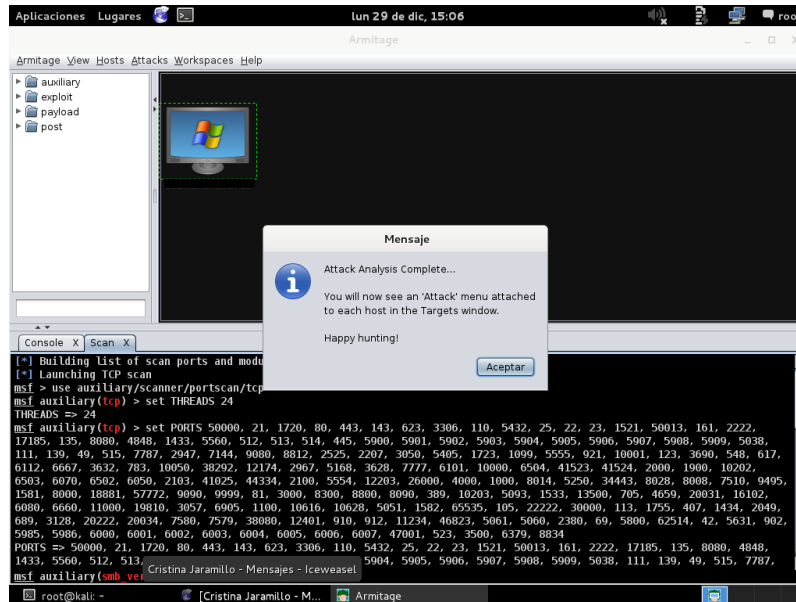 Aplicaciones Lugares lun 29 de dic, 15:06 roo
Armitage
Armitage View Hosts Attacks Workspaces Help
auxiliary
exploit
payload
post
Mensaje
Attack Analysis Complete...
You will now see an 'Attack' menu attached
to each host in the Targets window.
Happy hunting!
Aceptar
Console X Scan X
[*] Building list of scan ports and modu
[*] Launching TCP scan
msf > use auxiliary/scanner/portscan/tcp
msf auxiliary(tcp) > set THREADS 24
THREADS => 24
msf auxiliary(tcp) > set PORTS 50000, 21, 1720, 80, 443, 143, 623, 3306, 110, 5432, 25, 22, 23, 1521, 50013, 161, 2222,
17185, 135, 8080, 4848, 1433, 5560, 512, 513, 514, 445, 5900, 5901, 5902, 5903, 5904, 5905, 5906, 5907, 5908, 5909, 5038,
111, 139, 49, 515, 7787, 2947, 7144, 9080, 8812, 2525, 2207, 3050, 5405, 1723, 1099, 5555, 921, 10001, 123, 3690, 548, 617,
6112, 6667, 3632, 783, 10050, 38292, 12174, 2967, 5168, 3628, 7777, 6101, 10000, 6504, 41523, 41524, 2000, 1900, 10202,
6503, 6070, 6502, 6050, 2103, 41025, 44334, 2100, 5554, 12203, 26000, 4000, 1000, 8014, 5250, 34443, 8028, 8008, 7510, 9495,
1581, 8000, 18881, 57772, 9090, 9999, 81, 3000, 8300, 8800, 8090, 389, 10203, 5093, 1533, 13500, 705, 4659, 20031, 16102,
6080, 6660, 11000, 19810, 3057, 6905, 1100, 10616, 10628, 5051, 1582, 65535, 105, 22222, 30000, 113, 1755, 407, 1434, 2049,
689, 3128, 20222, 20034, 7580, 7579, 38080, 12401, 910, 912, 11234, 46823, 5061, 5060, 2380, 69, 5800, 62514, 42, 5631, 902,
5985, 5986, 6000, 6001, 6002, 6003, 6004, 6005, 6006, 6007, 47001, 523, 3500, 6379, 8834
PORTS => 50000, 21, 1720, 80, 443, 143, 623, 3306, 110, 5432, 25, 22, 23, 1521, 50013, 161, 2222, 17185, 135, 8080, 4848,
1433, 5560, 512, 513, 5904, 5905, 5906, 5907, 5908, 5909, 5038, 111, 139, 49, 515, 7787,
Cristina Jaramillo - Mensajes - Iceweasel
msf auxiliary(smb_ver
root@kali: ~ [Cristina Jaramillo - M... Armitage